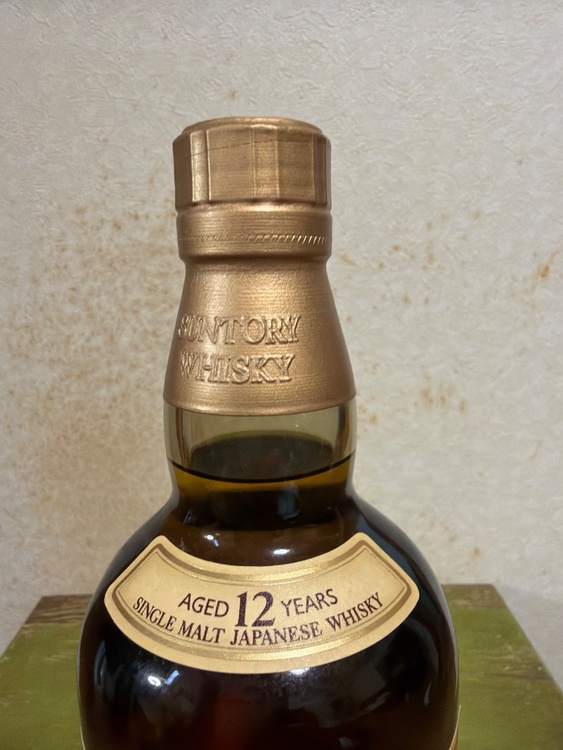 SUNTORY
WHISKY
AGED 12 YEARS
SINGLE MALT JAPANESE WHISKY